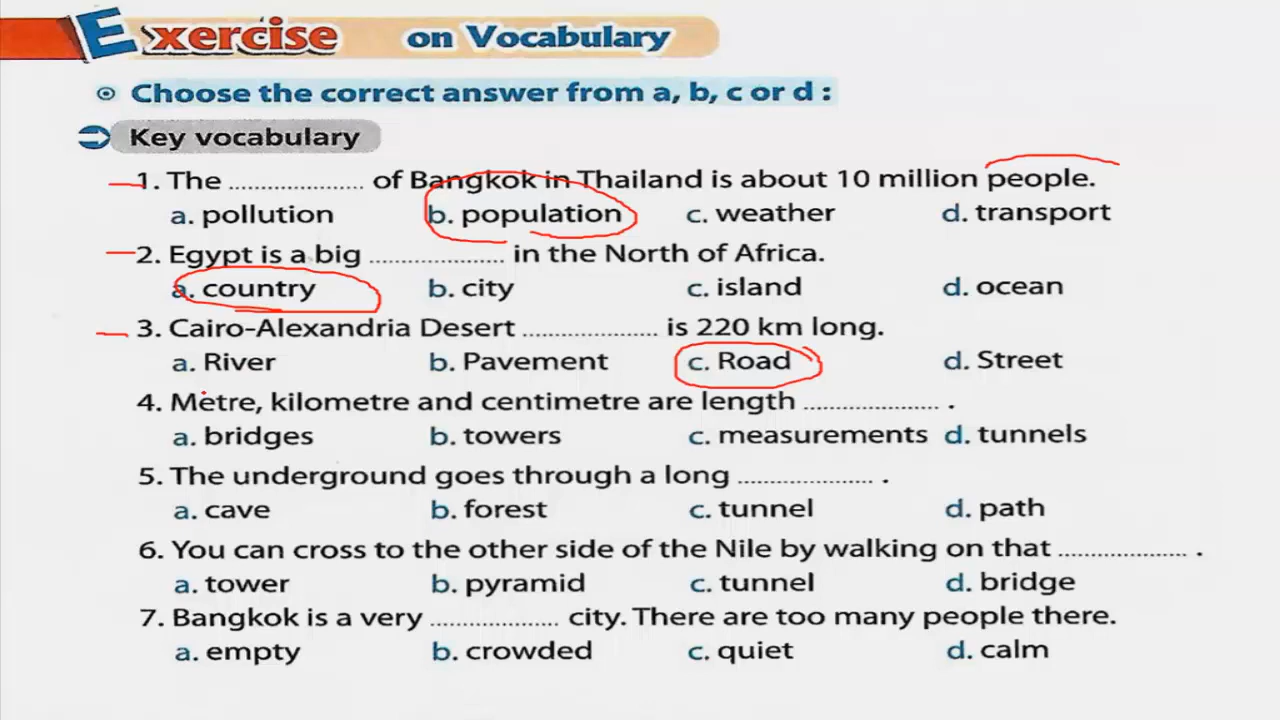 Exercise on Vocabulary
Choose the correct answer from a, b, c or d :
Key vocabulary
1. The .................... of Bangkok in Thailand is about 10 million people.
a. pollution b. population c. weather d. transport
2. Egypt is a big .................... in the North of Africa.
a. country b. city c. island d. ocean
3. Cairo-Alexandria Desert .................... is 220 km long.
a. River b. Pavement c. Road d. Street
4. Metre, kilometre and centimetre are length .................... .
a. bridges b. towers c. measurements d. tunnels
5. The underground goes through a long .................... .
a. cave b. forest c. tunnel d. path
6. You can cross to the other side of the Nile by walking on that .................... .
a. tower b. pyramid c. tunnel d. bridge
7. Bangkok is a very .................... city. There are too many people there.
a. empty b. crowded c. quiet d. calm